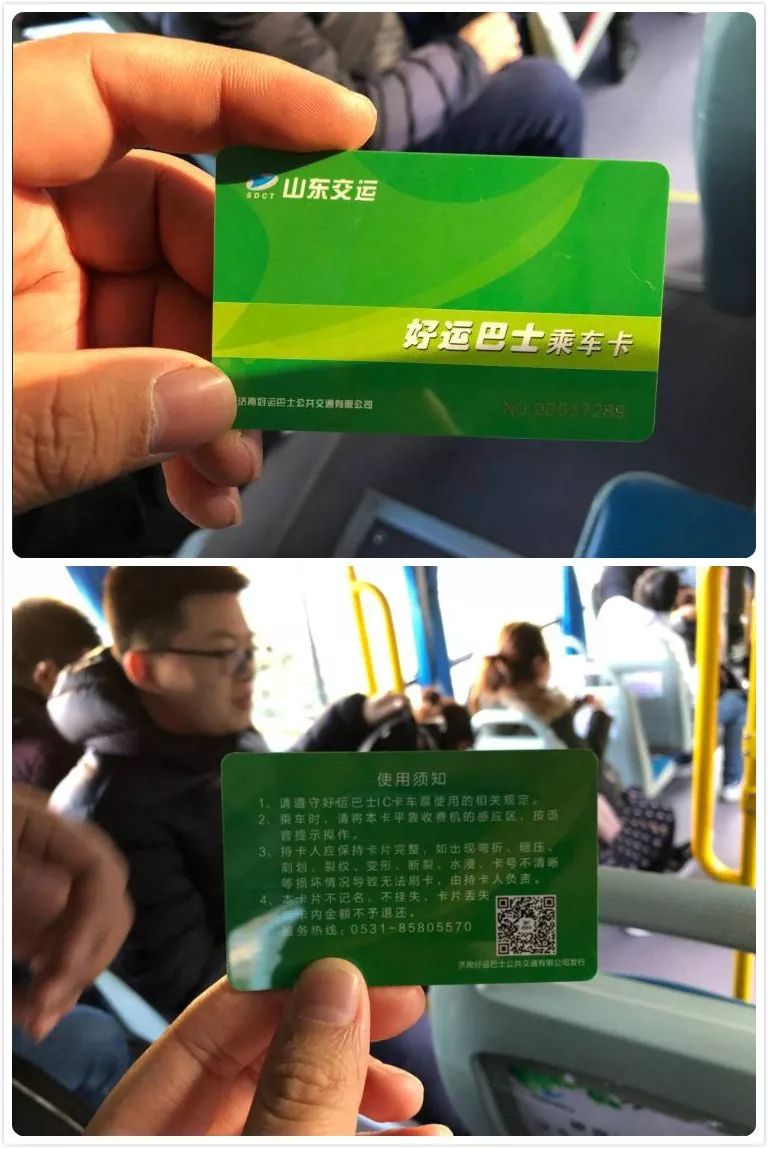 SDCT 山东交运
好运巴士乘车卡
济南好运巴士公共交通有限公司
NO.00037289
使用须知
1、请遵守好运巴士IC卡车票使用的相关规定。
2、乘车时，请将本卡平靠收费机的感应区，按语
音提示操作。
3、持卡人应保持卡片完整，如出现弯折、砸压、
刻划、裂纹、变形、断裂、水浸、卡号不清晰
等损坏情况导致无法刷卡，由持卡人负责。
4、本卡片不记名、不挂失、卡片丢失
卡内金额不予退还。
服务热线：0531-85805570
济南好运巴士公共交通有限公司发行